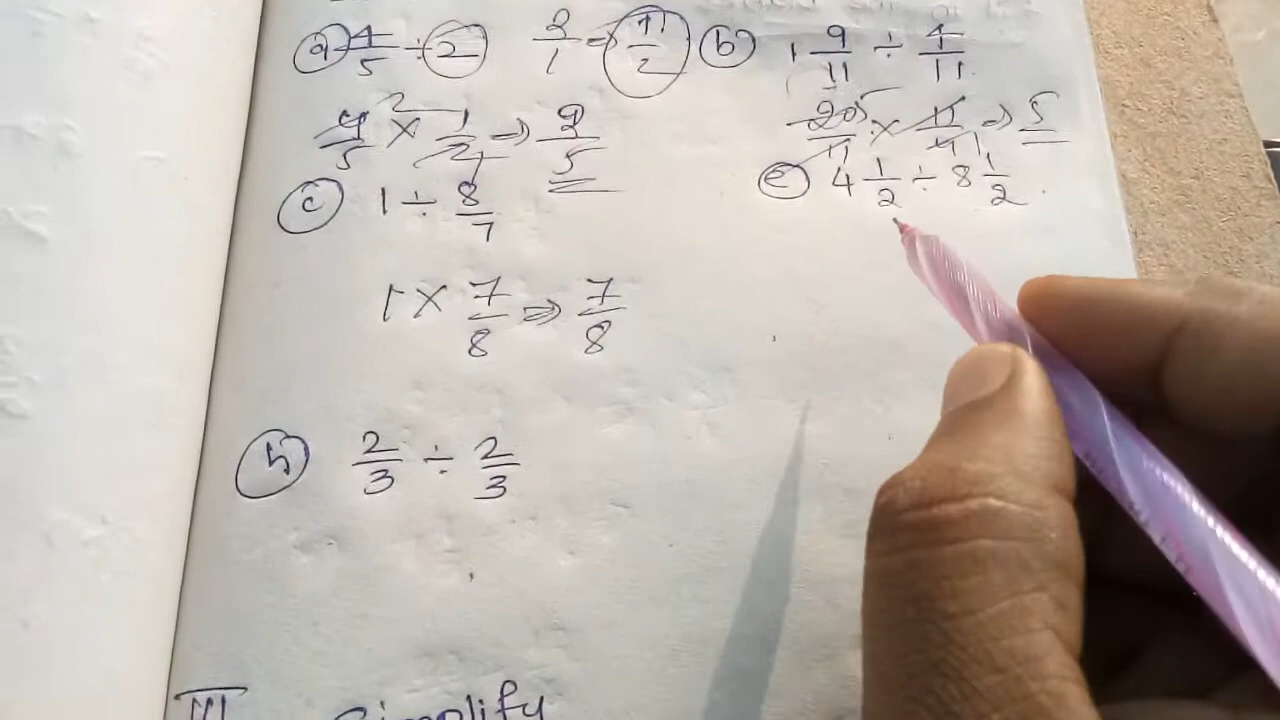 (a) 4/5 ÷ 2 2/1 ⇒ 1/2
4/5 × 1/2 ⇒ 2/5
(b) 1 9/11 ÷ 4/11
20/11 × 11/4 ⇒ 5
(c) 1 ÷ 8/7
1 × 7/8 ⇒ 7/8
(e) 4 1/2 ÷ 8 1/2
(h) 2/3 ÷ 2/3
III Simplify